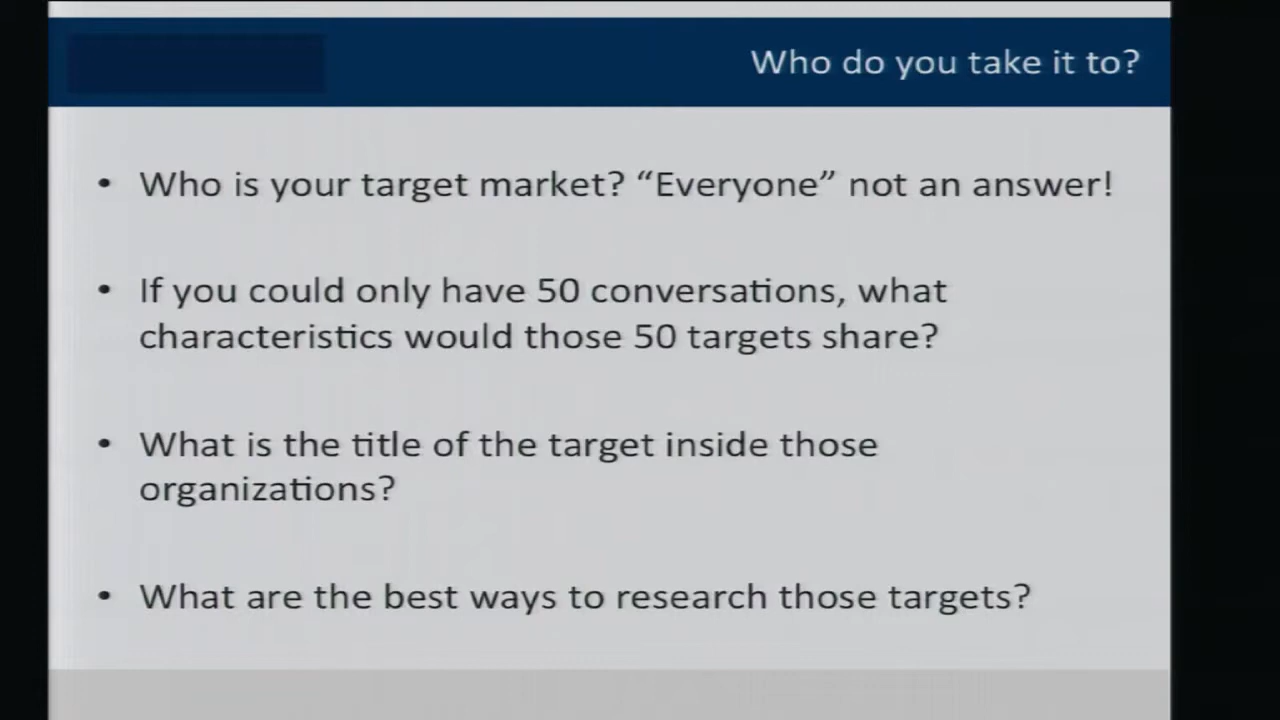 Who do you take it to?
• Who is your target market? “Everyone” not an answer!
• If you could only have 50 conversations, what
characteristics would those 50 targets share?
• What is the title of the target inside those
organizations?
• What are the best ways to research those targets?